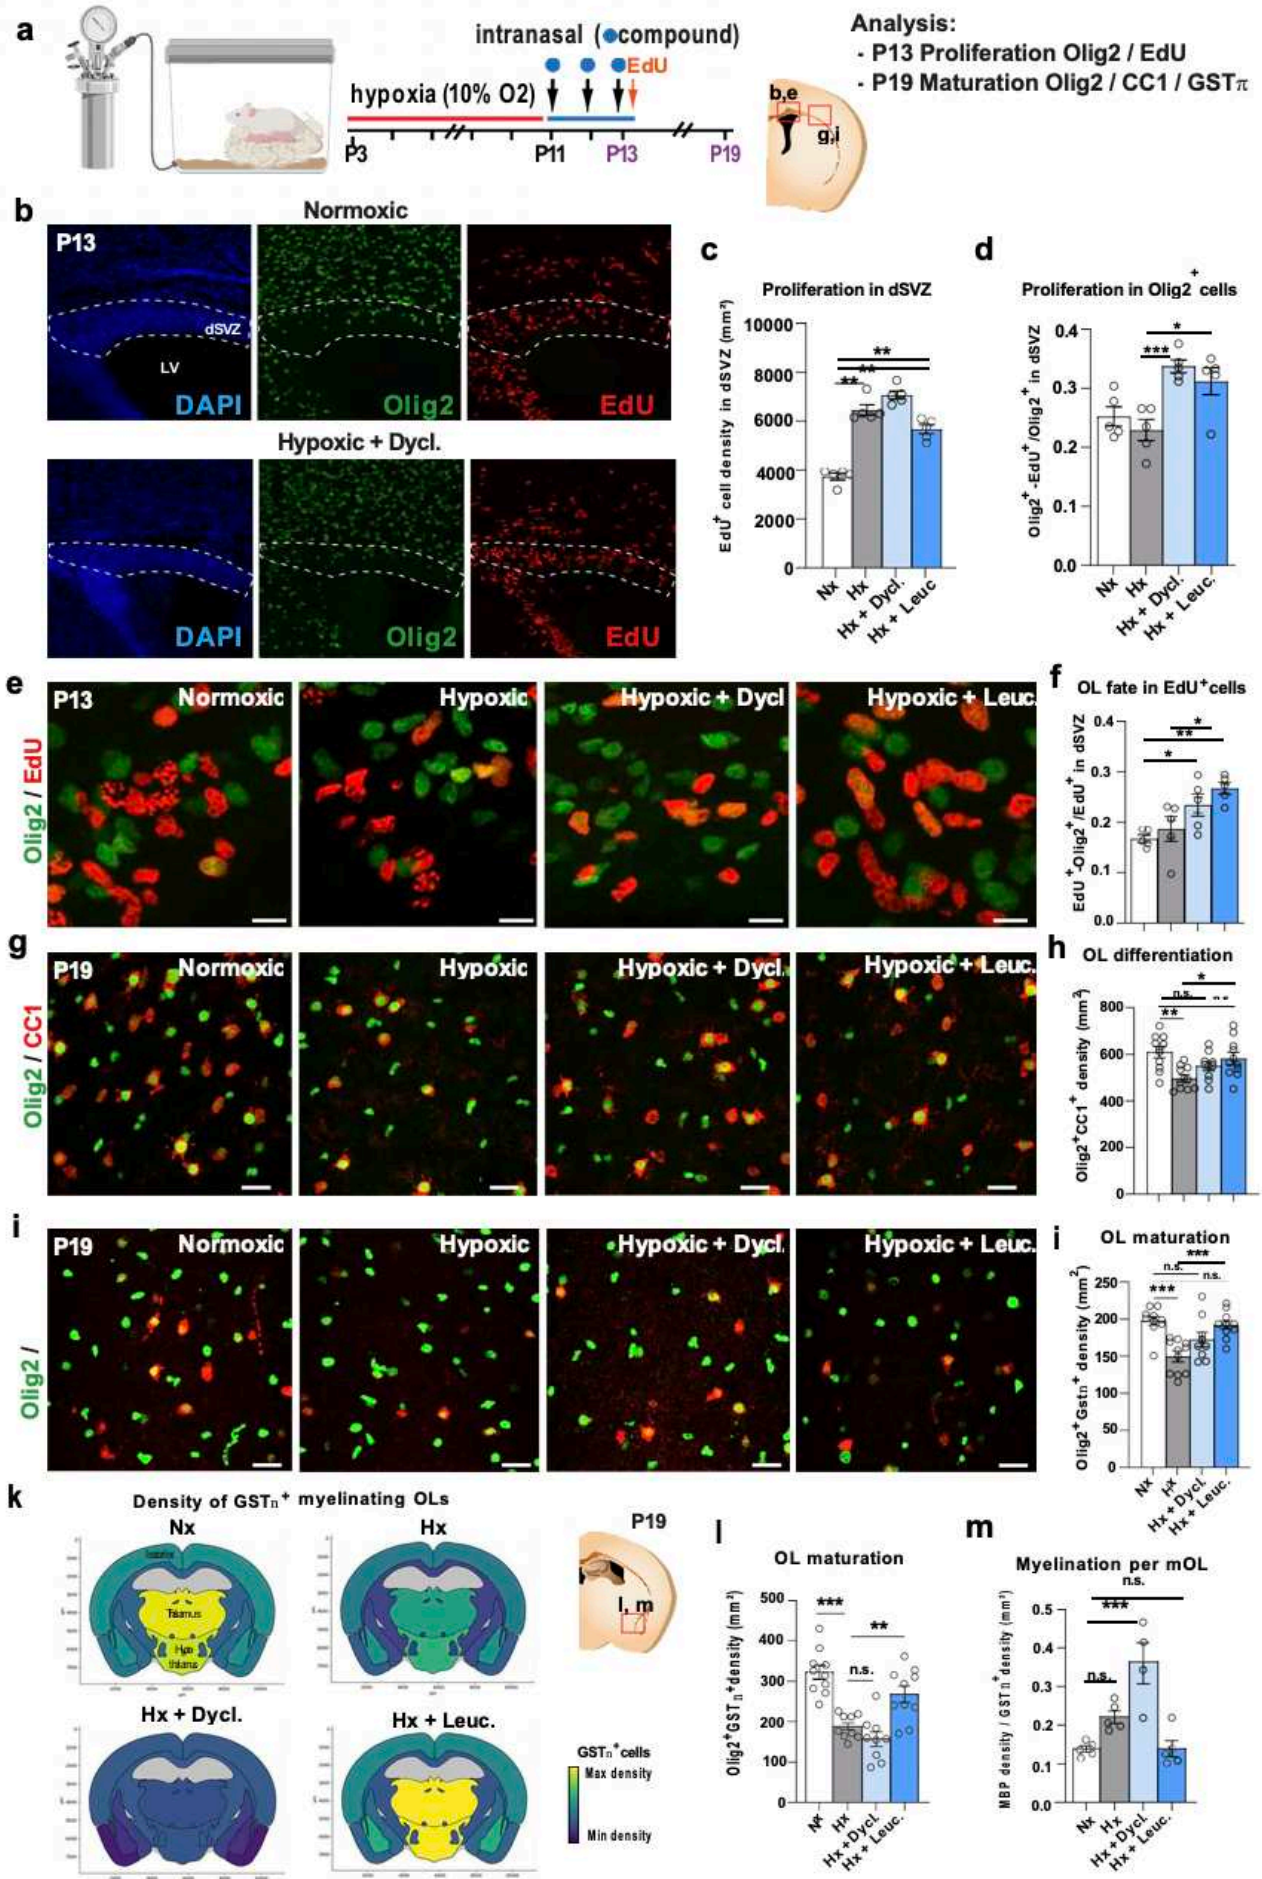 a
intranasal (●compound)
EdU
hypoxia (10% O2)
P3
P11
P13
P19
Analysis:
- P13 Proliferation Olig2 / EdU
- P19 Maturation Olig2 / CC1 / GSTπ
b,e
g,i
b
Normoxic
P13
dSVZ
LV
DAPI
Olig2
EdU
Hypoxic + Dycl.
DAPI
Olig2
EdU
c
Proliferation in dSVZ
EdU+ cell density in dSVZ (mm²)
10000
8000
6000
4000
2000
0
**
**
**
Nx
Hx
Hx + Dycl.
Hx + Leuc
d
Proliferation in Olig2+ cells
Olig2+-EdU+/Olig2+ in dSVZ
0.4
0.3
0.2
0.1
0.0
*
***
Nx
Hx
Hx + Dycl.
Hx + Leuc.
e
P13
Normoxic
Hypoxic
Hypoxic + Dycl
Hypoxic + Leuc.
Olig2 / EdU
f
OL fate in EdU+cells
EdU+-Olig2+/EdU+ in dSVZ
0.4
0.3
0.2
0.1
0.0
*
**
*
g
P19
Normoxic
Hypoxic
Hypoxic + Dycl.
Hypoxic + Leuc.
Olig2 / CC1
h
OL differentiation
Olig2+CC1+ density (mm²)
800
600
400
200
0
*
n.s.
n.s.
**
i
P19
Normoxic
Hypoxic
Hypoxic + Dycl.
Hypoxic + Leuc.
Olig2 /
i
OL maturation
Olig2+Gstπ+ density (mm²)
250
200
150
100
50
0
***
n.s.
n.s.
***
Nx
Hx
Hx + Dycl.
Hx + Leuc.
k
Density of GSTπ+ myelinating OLs
Nx
Thalamus
Hypo
thalamus
Hx
Hx + Dycl.
Hx + Leuc.
GSTπ+cells
Max density
Min density
P19
l, m
l
OL maturation
Olig2+GSTπ+density (mm²)
500
400
300
200
100
0
***
**
n.s.
Nx
Hx
Hx + Dycl.
Hx + Leuc.
m
Myelination per mOL
MBP density / GSTπ+density (mm²)
0.5
0.4
0.3
0.2
0.1
0.0
n.s.
***
n.s.
Nx
Hx
Hx + Dycl.
Hx + Leuc.